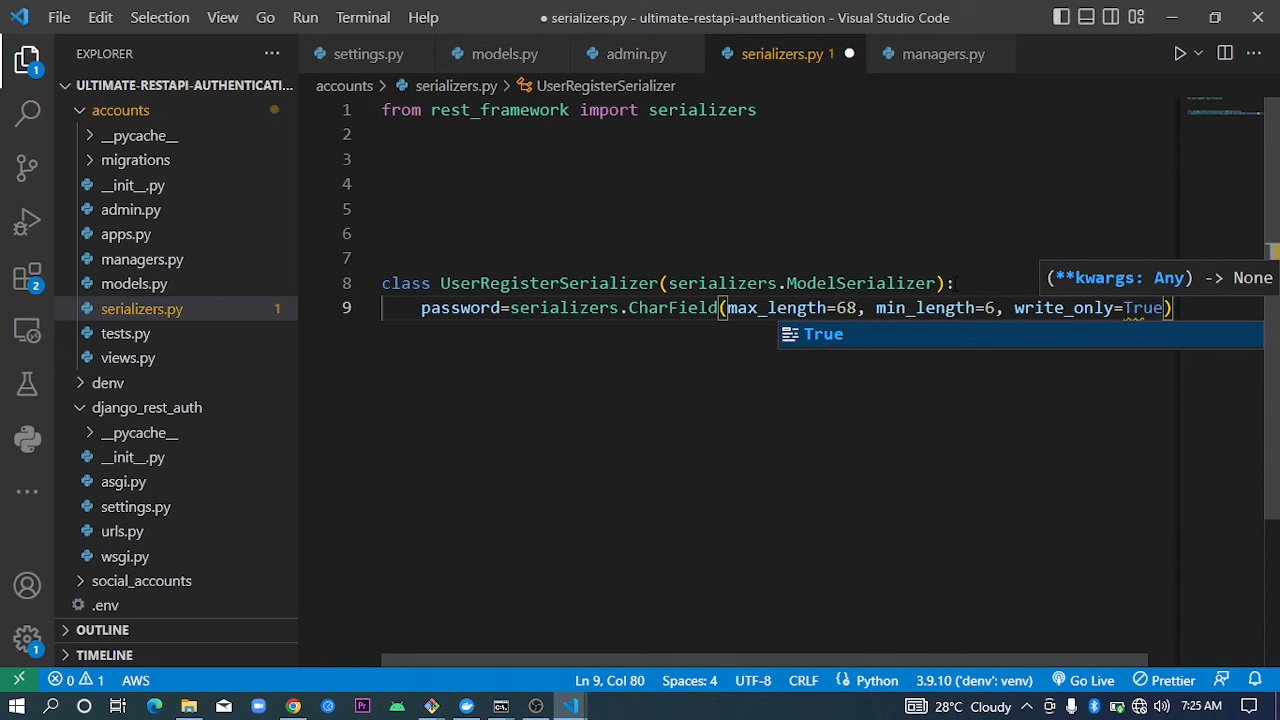 File Edit Selection View Go Run Terminal Help
● serializers.py - ultimate-restapi-authentication - Visual Studio Code
EXPLORER
settings.py models.py admin.py serializers.py 1 managers.py
ULTIMATE-RESTAPI-AUTHENTICATI...
accounts > serializers.py > UserRegisterSerializer
accounts
__pycache__
migrations
__init__.py
admin.py
apps.py
managers.py
models.py
serializers.py 1
tests.py
views.py
denv
django_rest_auth
__pycache__
__init__.py
asgi.py
settings.py
urls.py
wsgi.py
social_accounts
.env
OUTLINE
TIMELINE
1 from rest_framework import serializers
2
3
4
5
6
7
8 class UserRegisterSerializer(serializers.ModelSerializer):
9 password=serializers.CharField(max_length=68, min_length=6, write_only=True)
(**kwargs: Any) -> None
True
1
2
1
0 1 AWS
Ln 9, Col 80 Spaces: 4 UTF-8 CRLF Python 3.9.10 ('denv': venv) Go Live Prettier
28°C Cloudy 7:25 AM